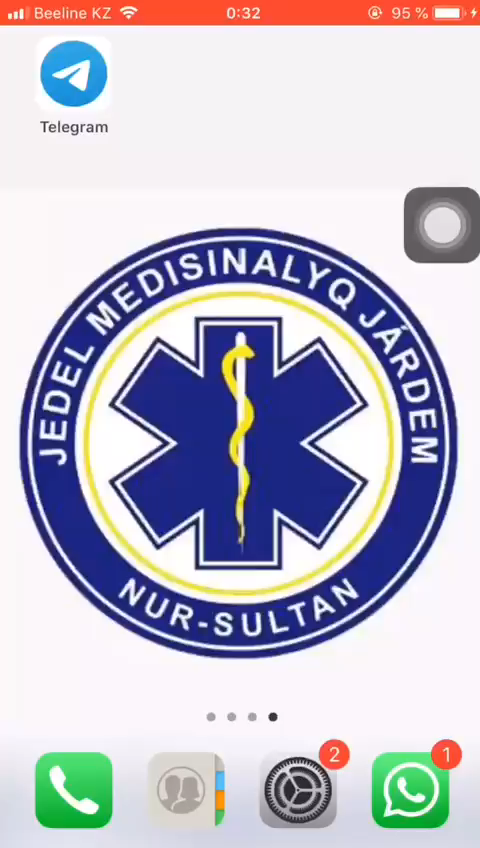 Beeline KZ 0:32 95 %
Telegram
JEDEL MEDISINALYQ JÁRDEM
NUR-SULTAN
2 1